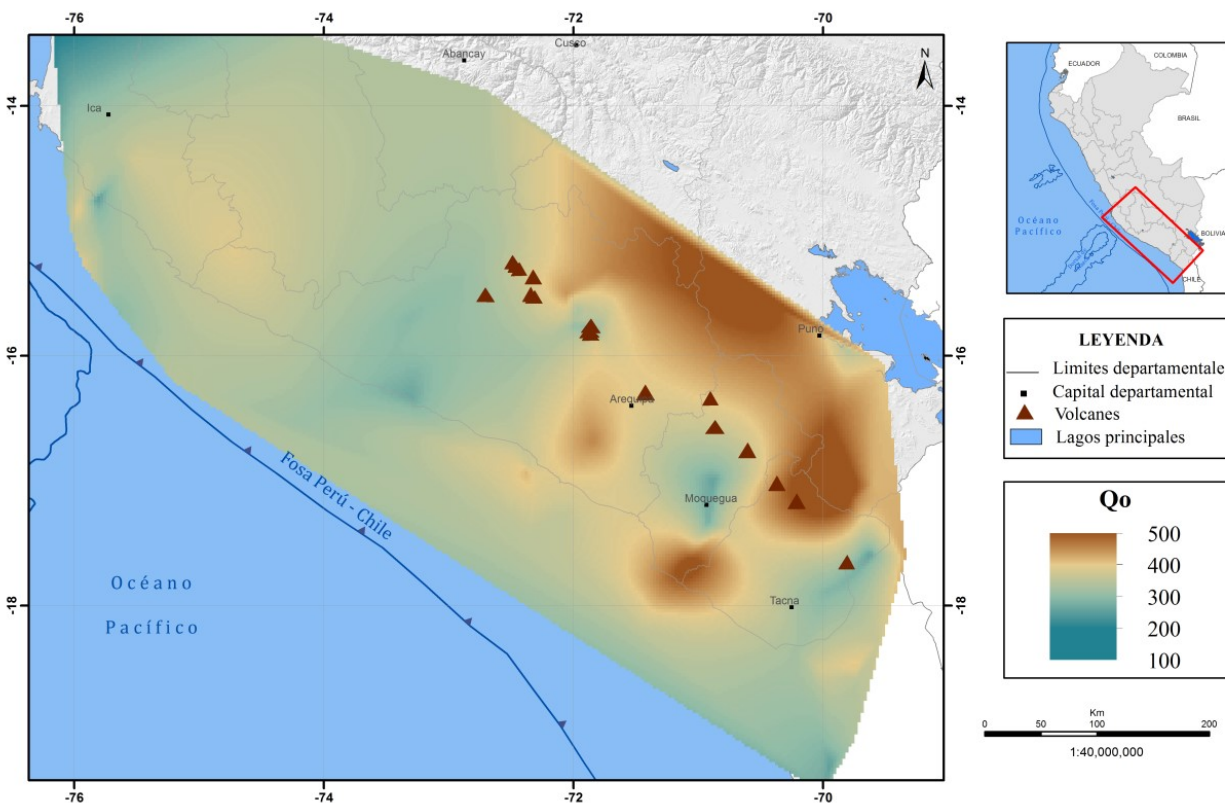 -76
-74
-72
-70
Abancay
Cusco
N
-14
-14
Ica
Puno
-16
-16
Arequipa
Moquegua
Fosa Perú - Chile
Océano
Pacífico
-18
-18
Tacna
-76
-74
-72
-70
COLOMBIA
ECUADOR
BRASIL
Océano
Pacífico
BOLIVIA
CHILE
LEYENDA
Limites departamentale
Capital departamental
Volcanes
Lagos principales
Qo
500
400
300
200
100
Km
0 50 100 200
1:40,000,000